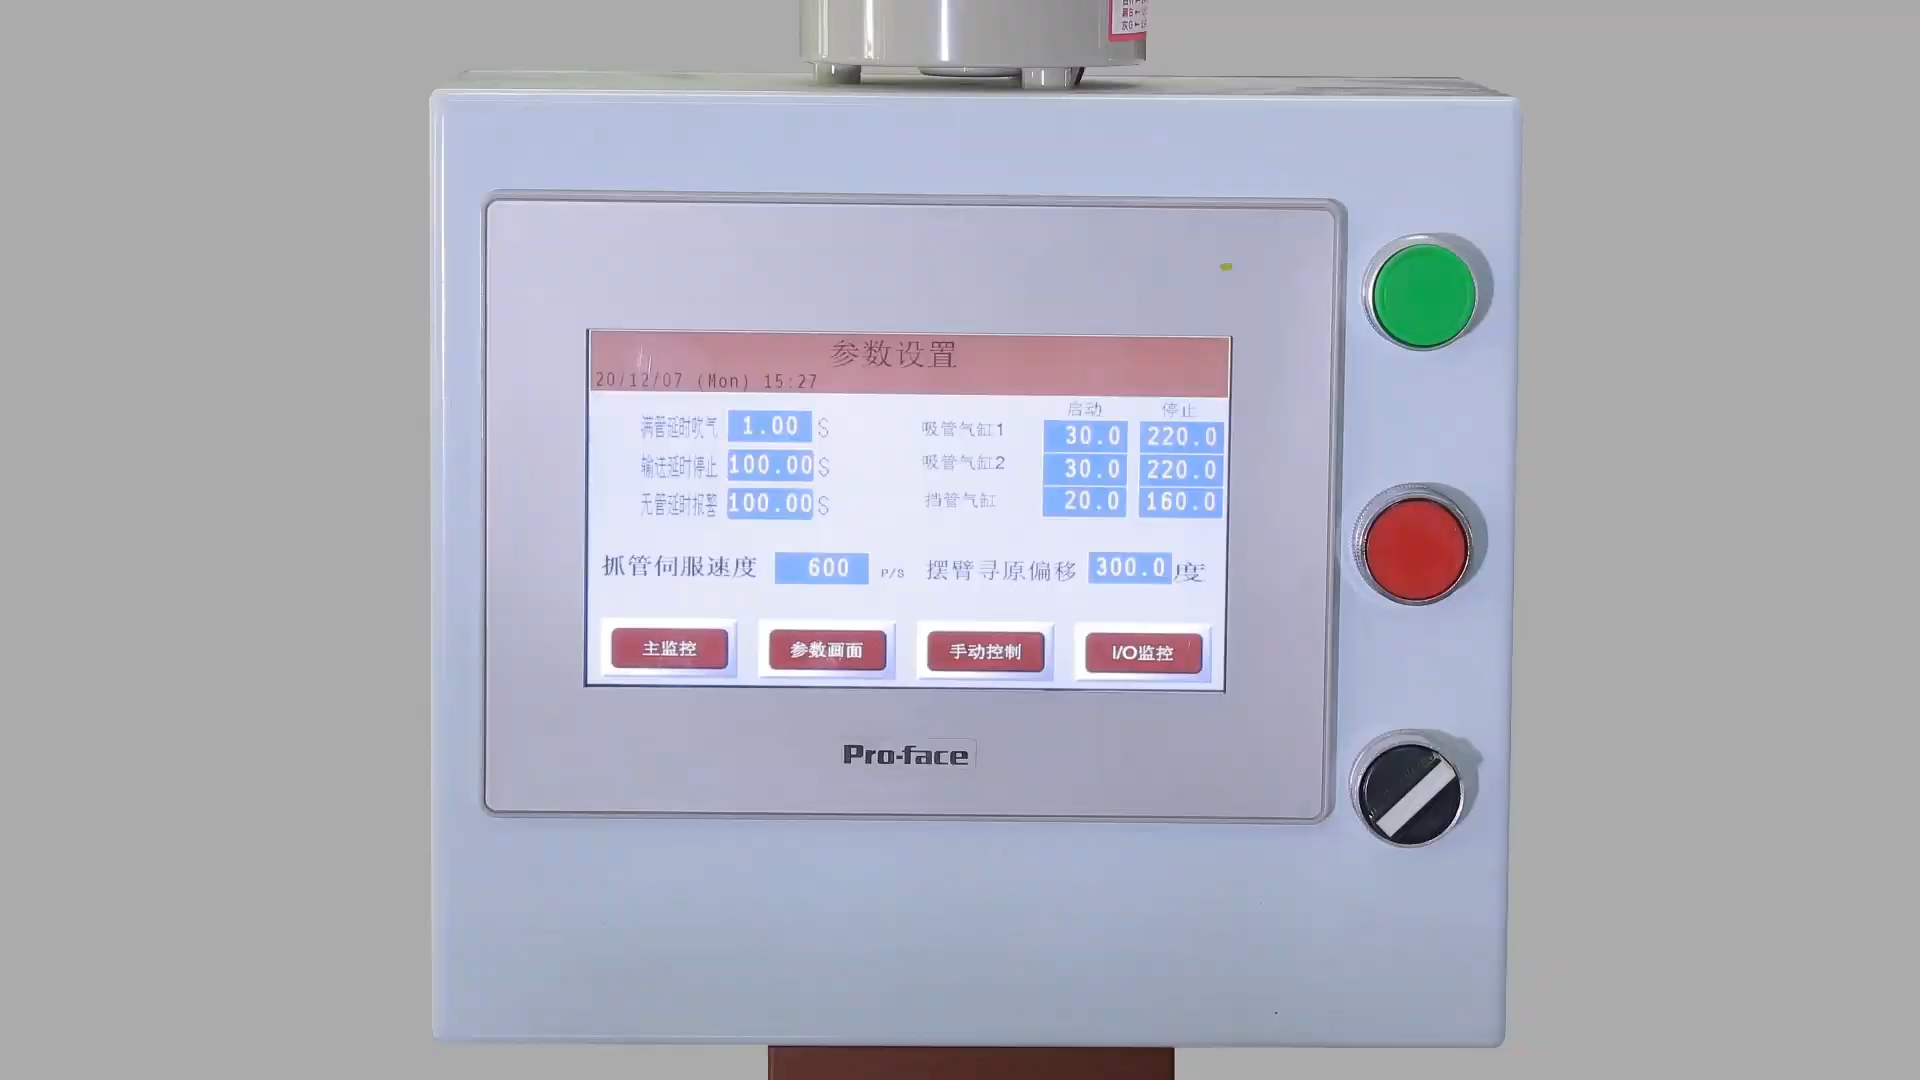 参数设置
20/12/07 (Mon) 15:27
启动 停止
满管延时吹气 1.00 S
吸管气缸1 30.0 220.0
输送延时停止 100.00 S
吸管气缸2 30.0 220.0
无管延时报警 100.00 S
挡管气缸 20.0 160.0
抓管伺服速度 600 P/S
摆臂寻原偏移 300.0 度
主监控 参数画面 手动控制 I/O监控
Pro-face